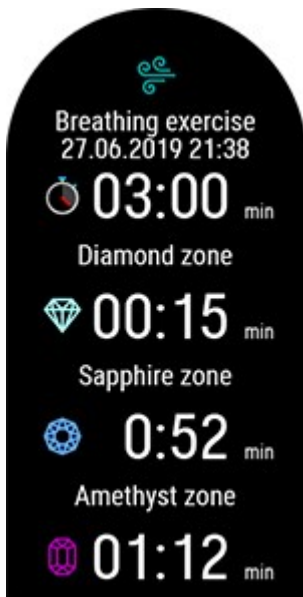 Breathing exercise
27.06.2019 21:38
03:00 min
Diamond zone
00:15 min
Sapphire zone
0:52 min
Amethyst zone
01:12 min